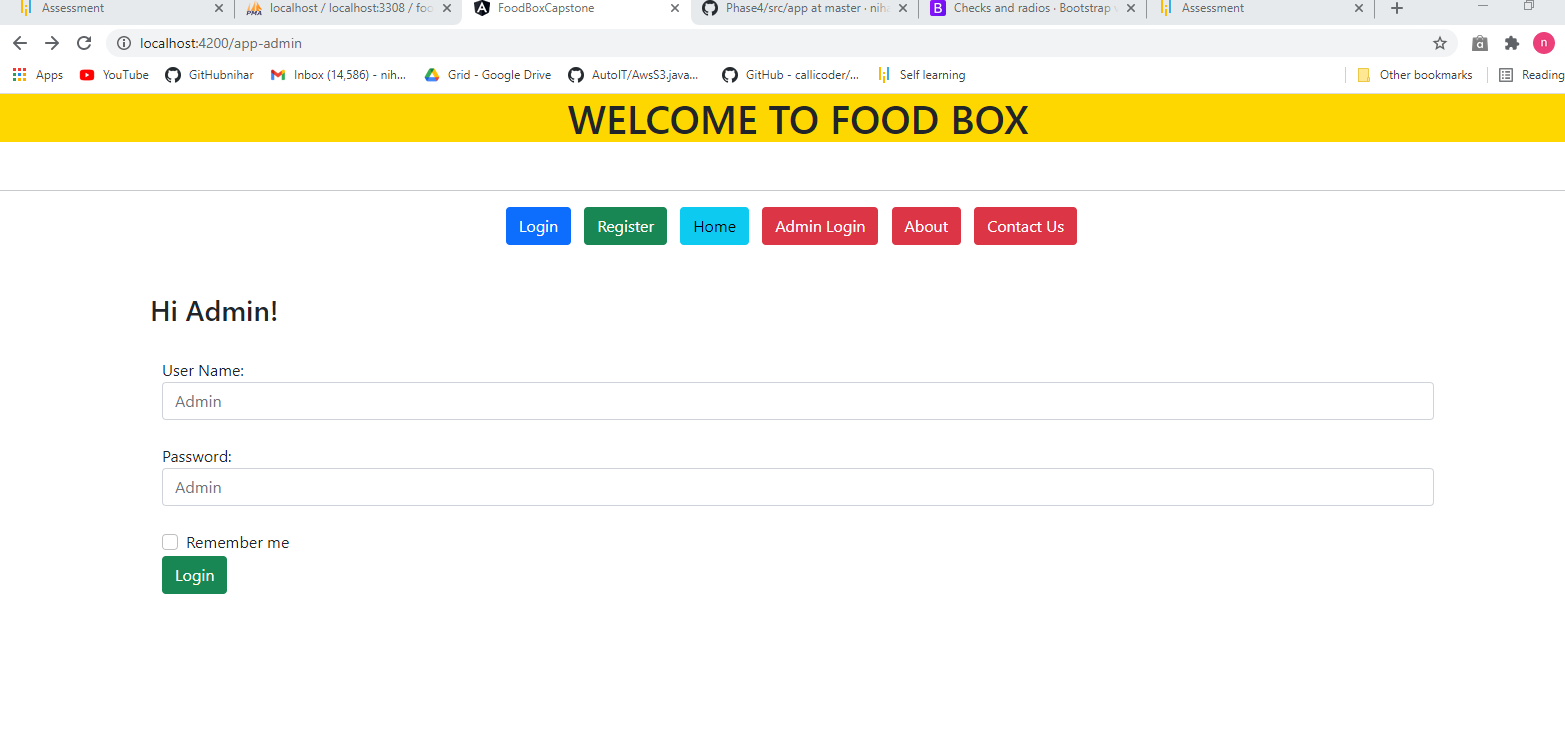 Assessment localhost / localhost:3308 / foo FoodBoxCapstone Phase4/src/app at master · niha Checks and radios · Bootstrap v Assessment
localhost:4200/app-admin n
Apps YouTube GitHubnihar Inbox (14,586) - nih... Grid - Google Drive AutoIT/AwsS3.java... GitHub - callicoder/... Self learning Other bookmarks Reading
WELCOME TO FOOD BOX
Login Register Home Admin Login About Contact Us
Hi Admin!
User Name:
Admin
Password:
Admin
Remember me
Login